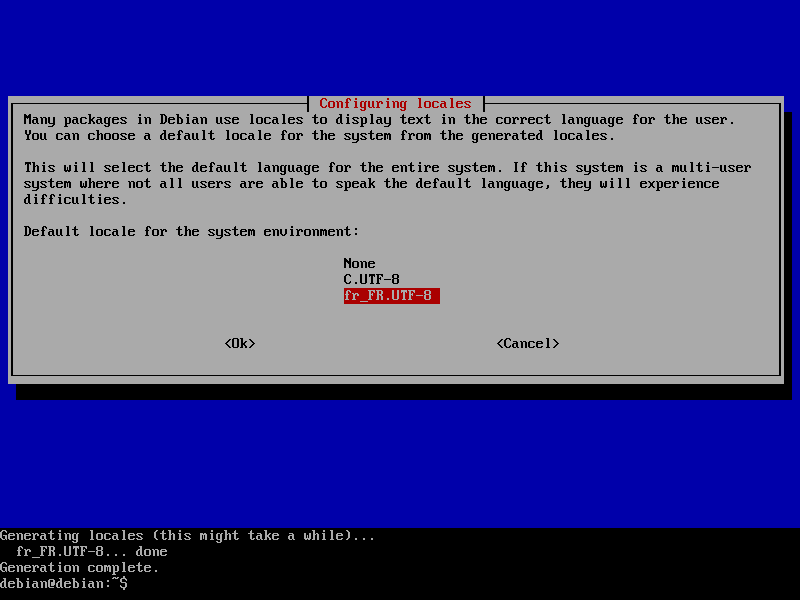 Configuring locales
Many packages in Debian use locales to display text in the correct language for the user.
You can choose a default locale for the system from the generated locales.
This will select the default language for the entire system. If this system is a multi-user
system where not all users are able to speak the default language, they will experience
difficulties.
Default locale for the system environment:
None
C.UTF-8
fr_FR.UTF-8
<Ok> <Cancel>
Generating locales (this might take a while)...
fr_FR.UTF-8... done
Generation complete.
debian@debian:~$